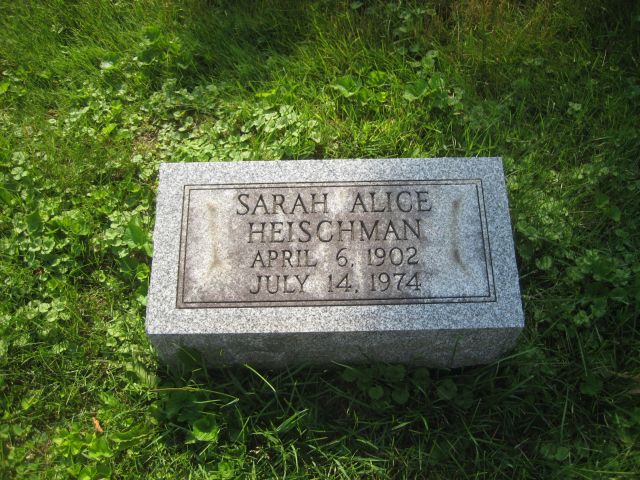 SARAH ALICE
HEISCHMAN
APRIL 6, 1902
JULY 14, 1974